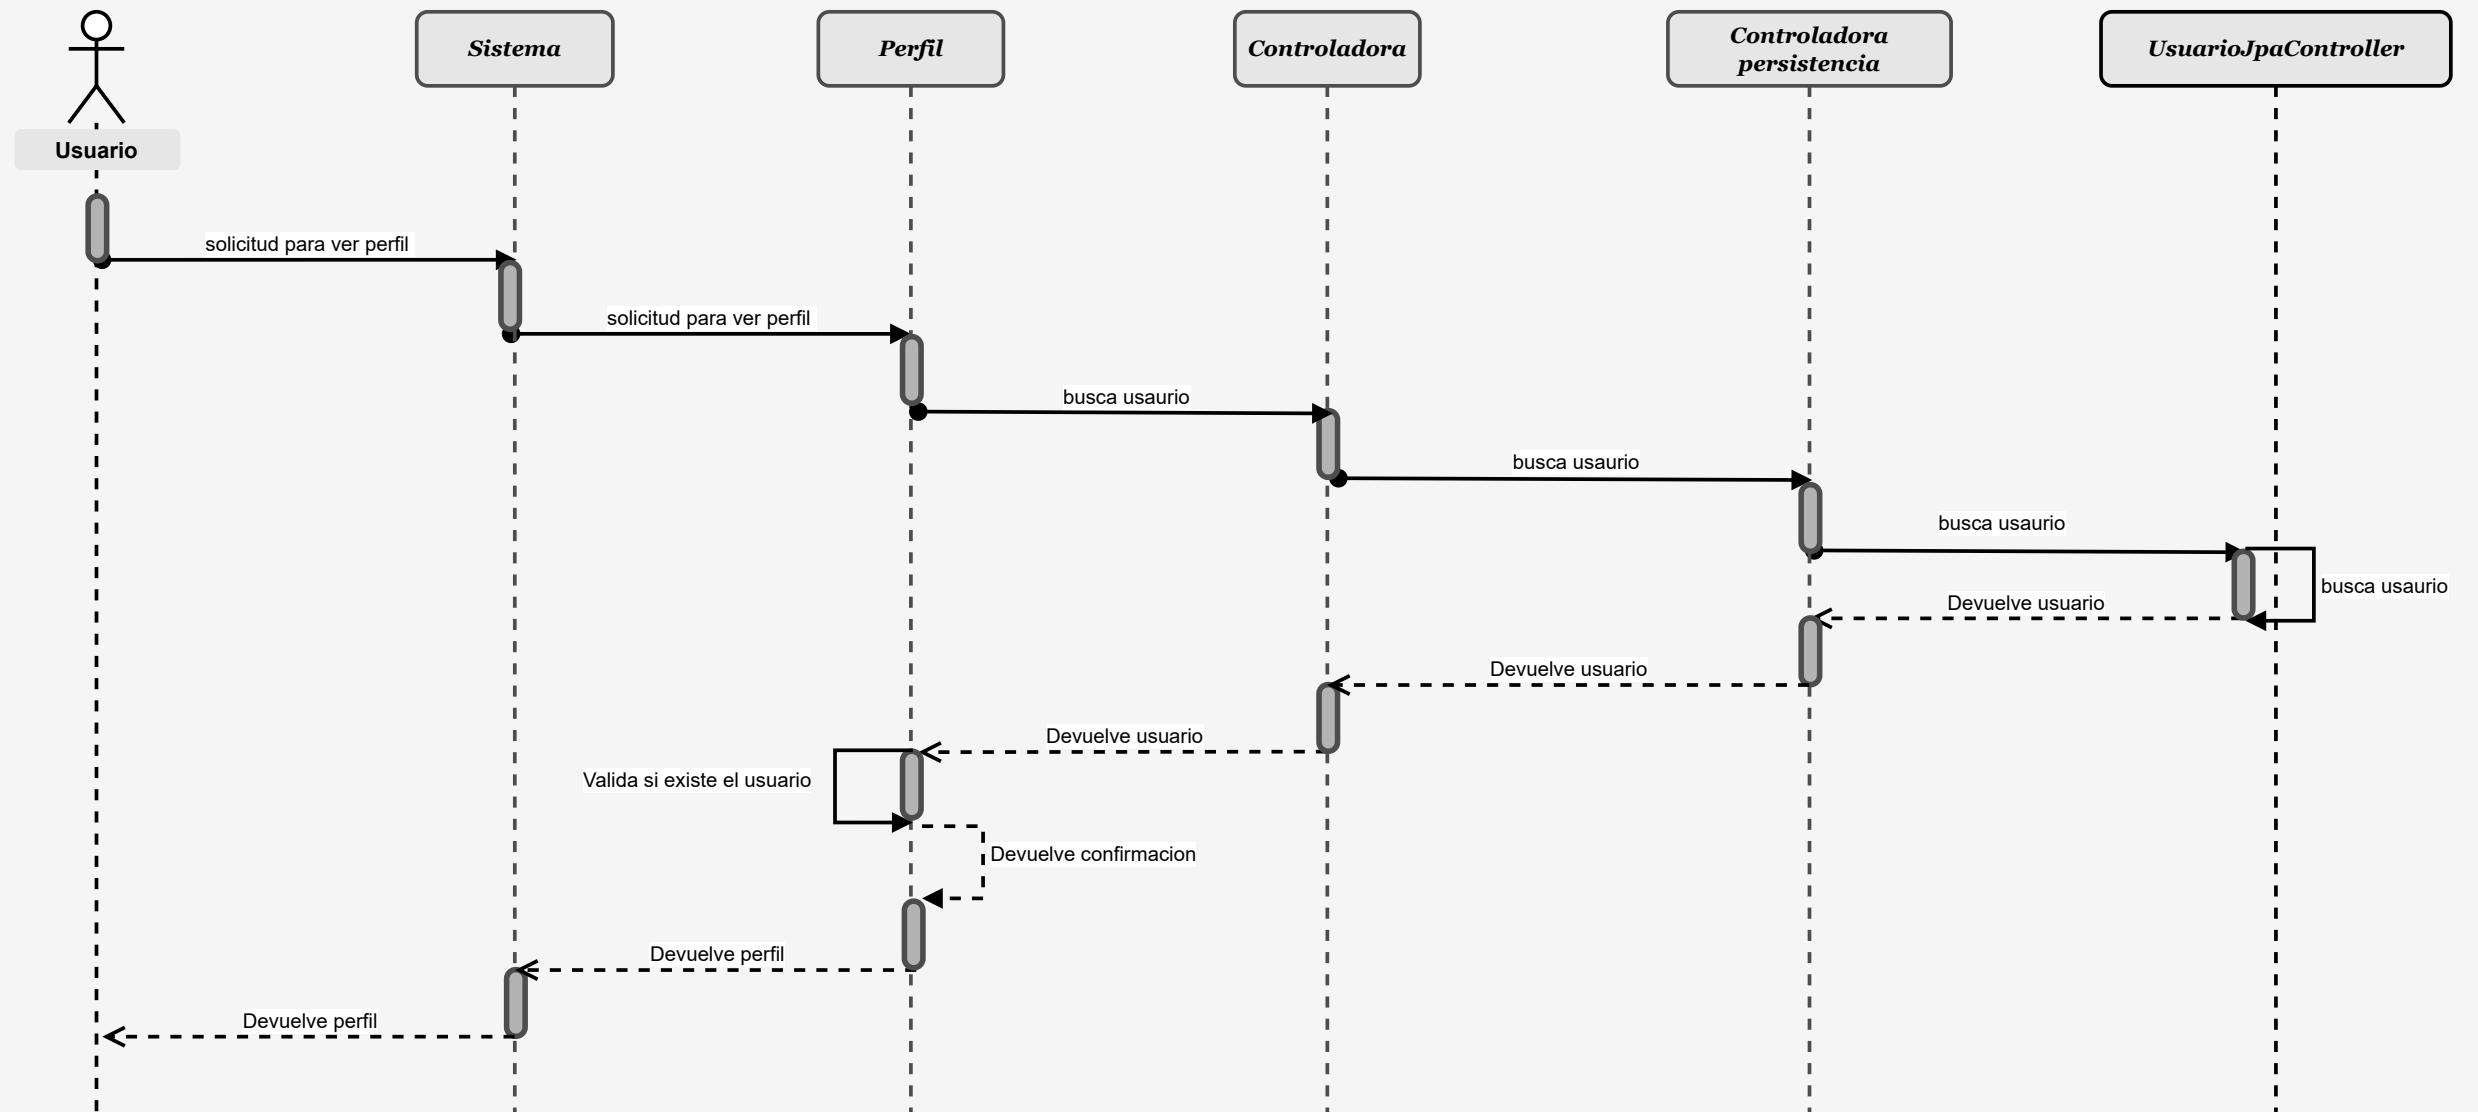 Sistema
Perfil
Controladora
Controladora
persistencia
UsuarioJpaController
Usuario
solicitud para ver perfil
solicitud para ver perfil
busca usaurio
busca usaurio
busca usaurio
busca usaurio
Devuelve usuario
Devuelve usuario
Devuelve usuario
Valida si existe el usuario
Devuelve confirmacion
Devuelve perfil
Devuelve perfil